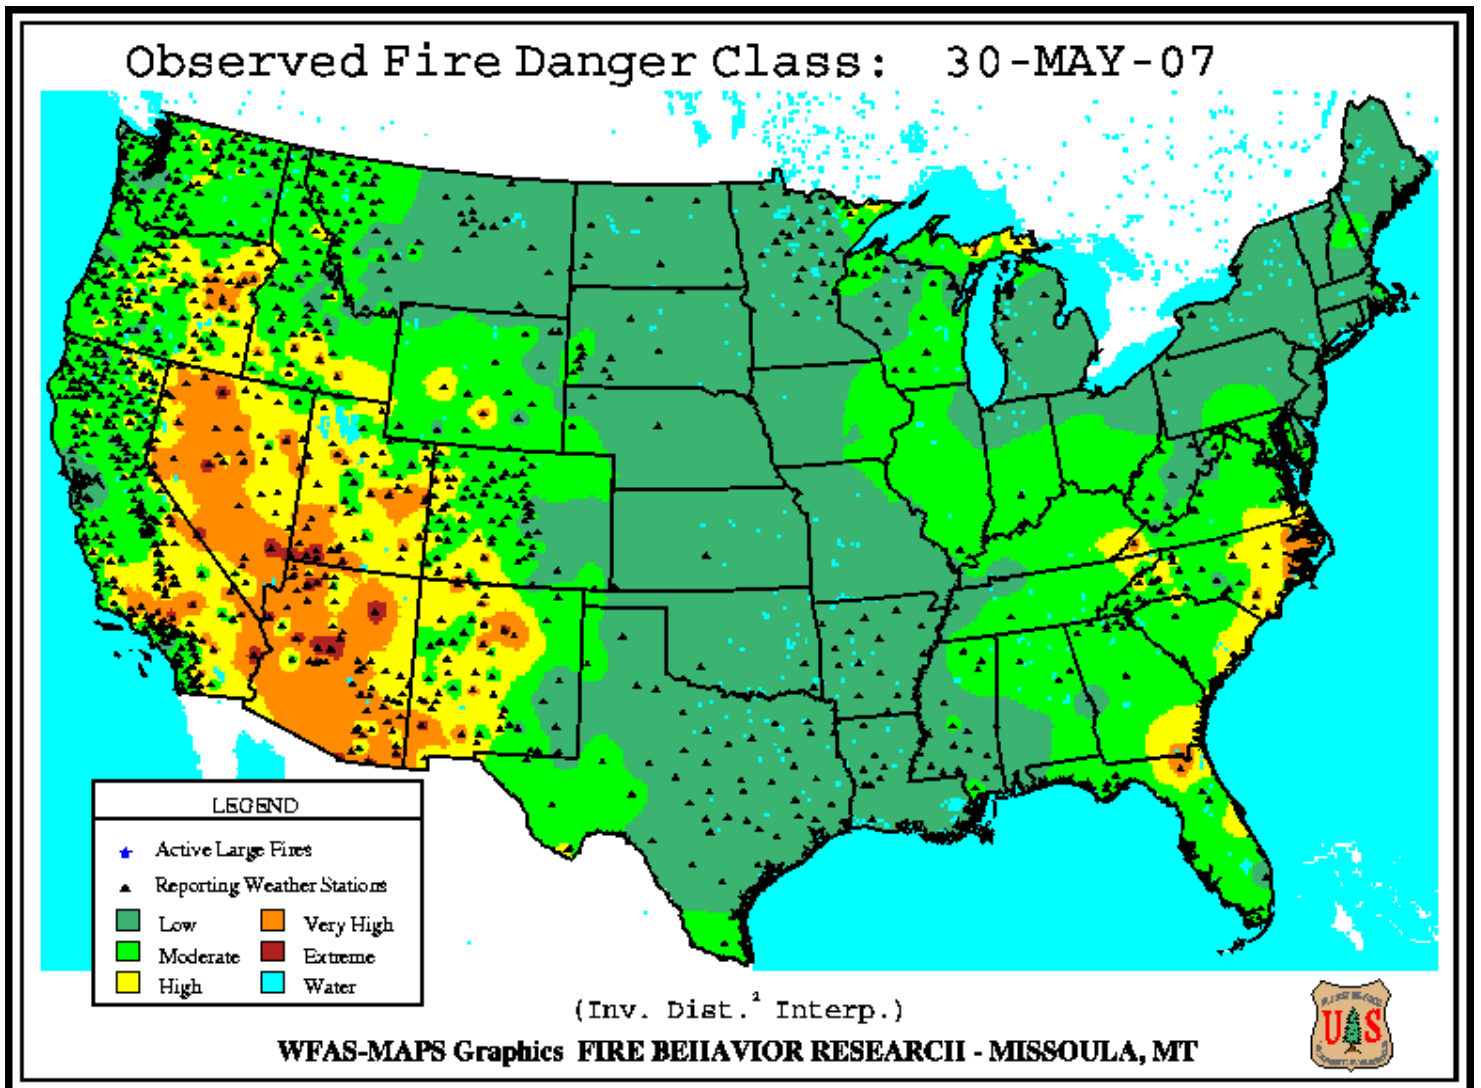 Observed Fire Danger Class: 30-MAY-07
LEGEND
Active Large Fires
Reporting Weather Stations
Low
Very High
Moderate
Extreme
High
Water
(Inv. Dist.² Interp.)
WFAS-MAPS Graphics FIRE BEHAVIOR RESEARCH - MISSOULA, MT
U S